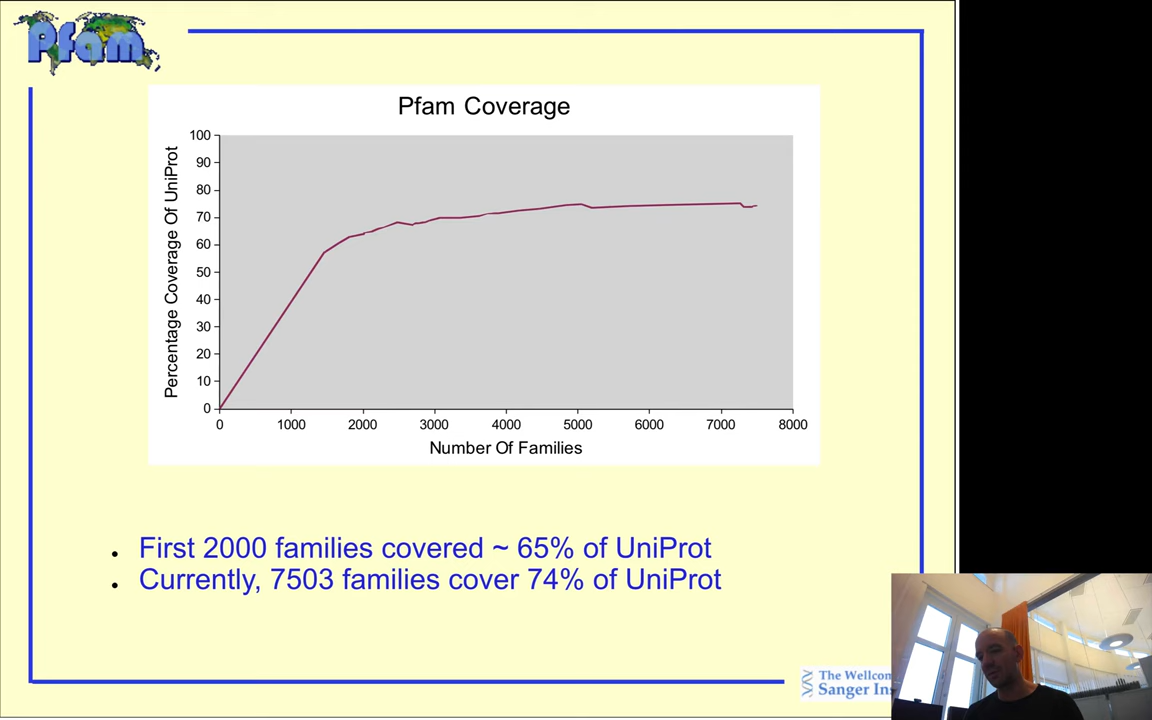 Pfam
Pfam Coverage
Percentage Coverage Of UniProt
100
90
80
70
60
50
40
30
20
10
0
0 1000 2000 3000 4000 5000 6000 7000 8000
Number Of Families
• First 2000 families covered ~ 65% of UniProt
• Currently, 7503 families cover 74% of UniProt
The
Sanger